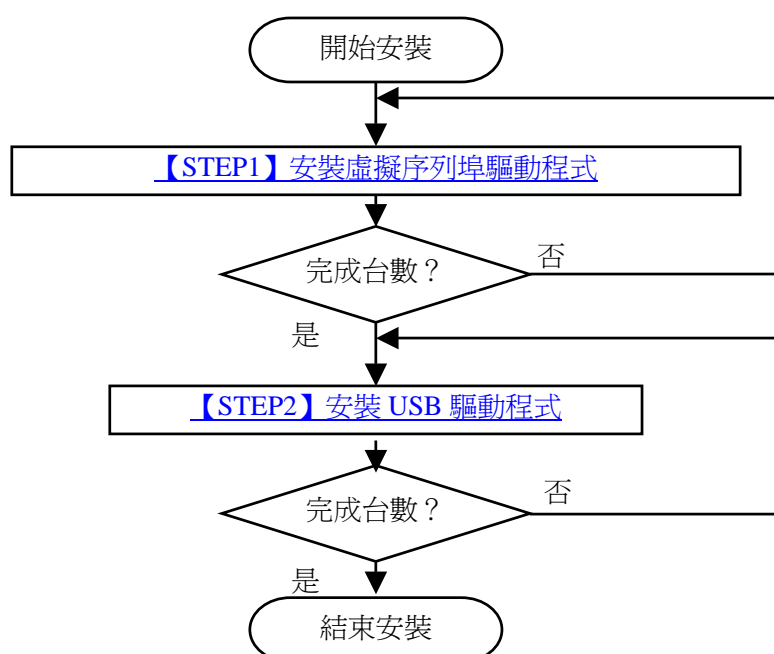 開始安裝
【STEP1】安裝虛擬序列埠驅動程式
完成台數？
否
是
【STEP2】安裝 USB 驅動程式
完成台數？
否
是
結束安裝